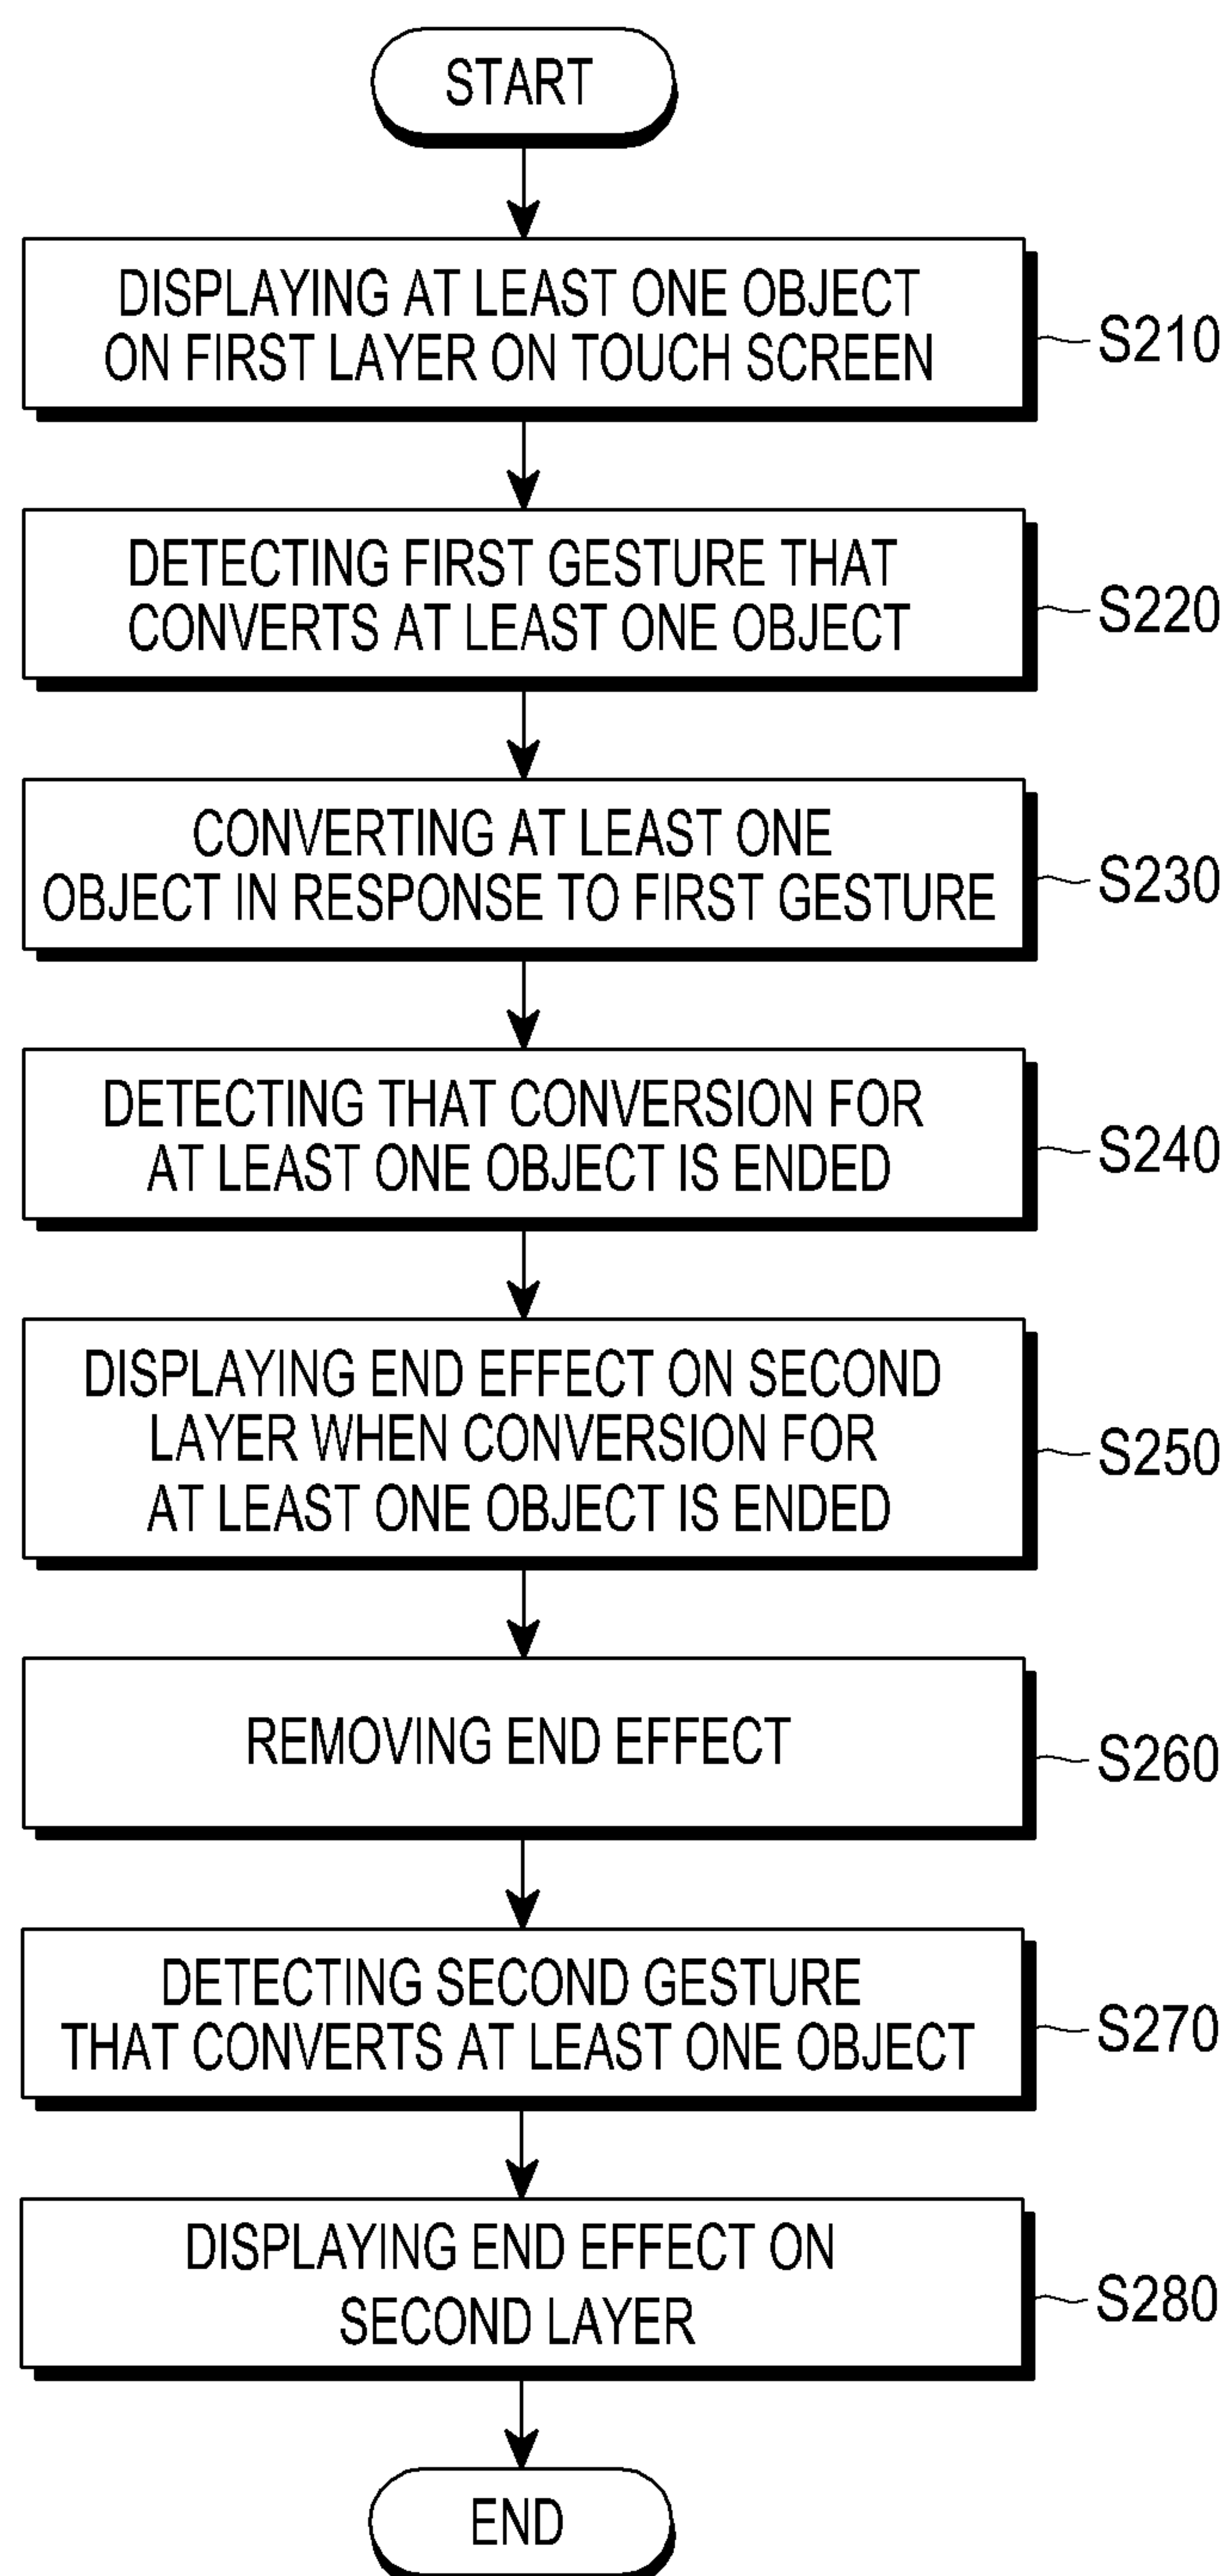 START
DISPLAYING AT LEAST ONE OBJECT
ON FIRST LAYER ON TOUCH SCREEN
S210
DETECTING FIRST GESTURE THAT
CONVERTS AT LEAST ONE OBJECT
S220
CONVERTING AT LEAST ONE
OBJECT IN RESPONSE TO FIRST GESTURE
S230
DETECTING THAT CONVERSION FOR
AT LEAST ONE OBJECT IS ENDED
S240
DISPLAYING END EFFECT ON SECOND
LAYER WHEN CONVERSION FOR
AT LEAST ONE OBJECT IS ENDED
S250
REMOVING END EFFECT
S260
DETECTING SECOND GESTURE
THAT CONVERTS AT LEAST ONE OBJECT
S270
DISPLAYING END EFFECT ON
SECOND LAYER
S280
END